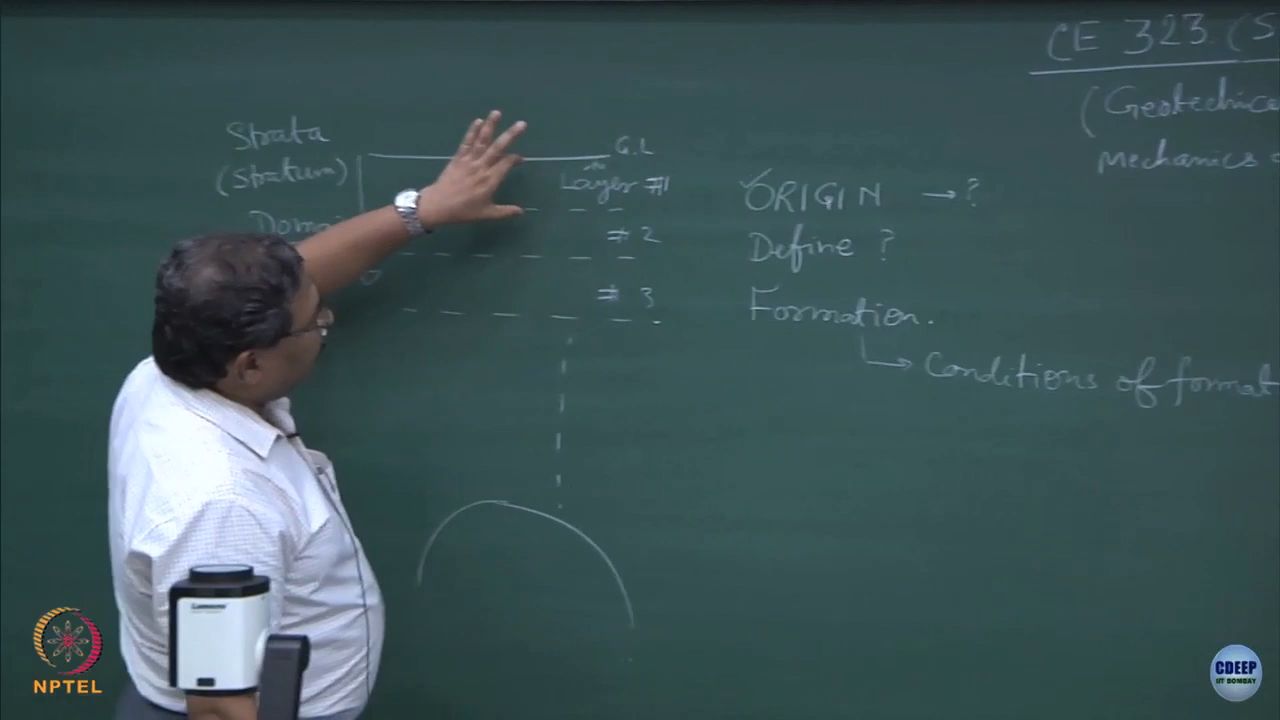 CE 323 (S
(Geotechnica
mechanics
Strata
(Stratum)
Domai
G.L
Layer #1
# 2
# 3
ORIGIN → ?
Define ?
Formation.
Conditions of format
NPTEL
CDEEP
IIT BOMBAY